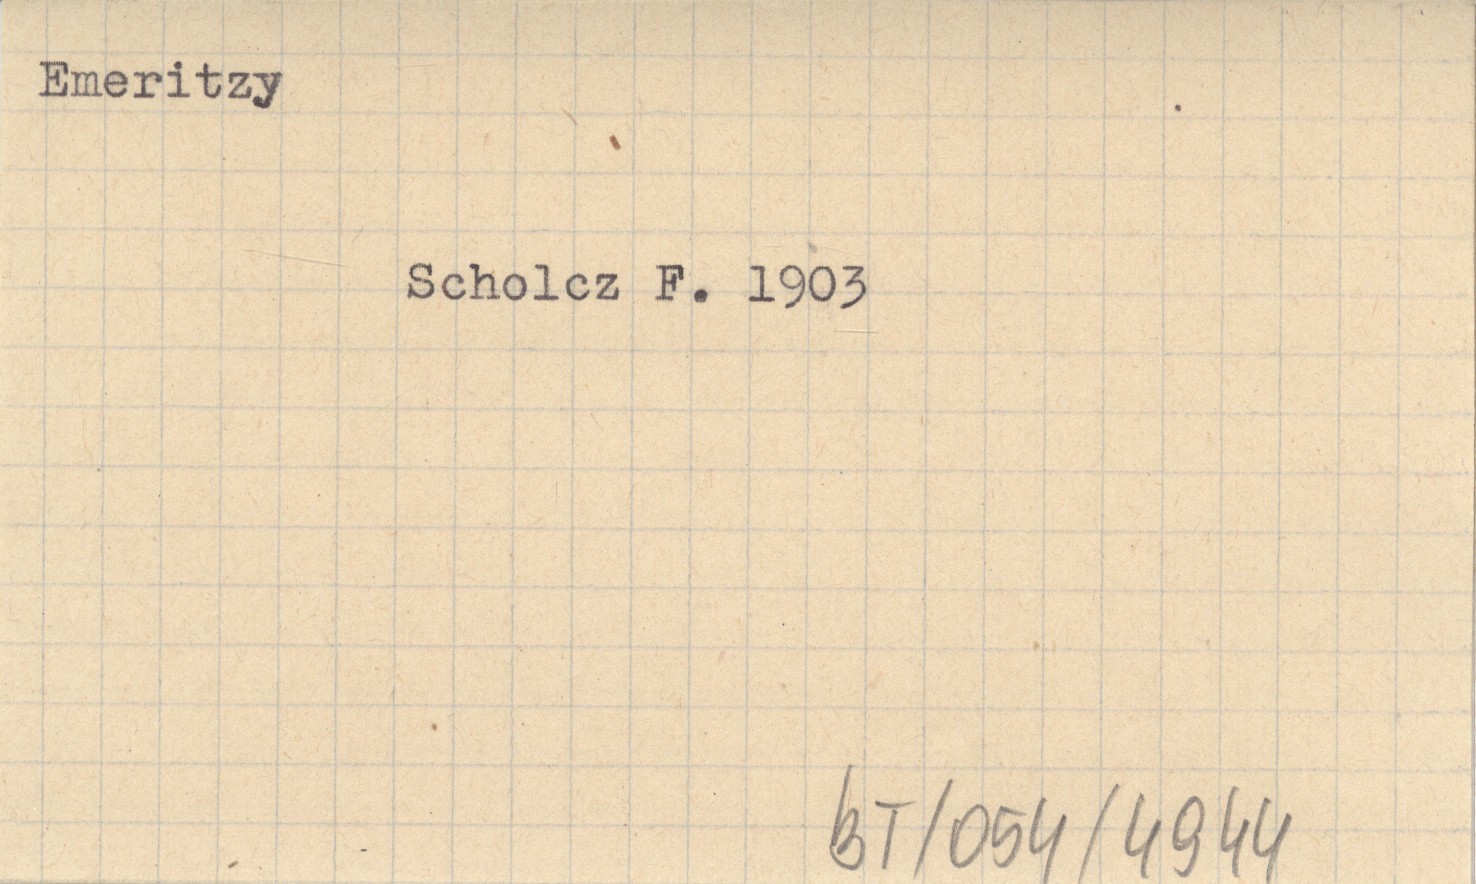 Emeritzy
Scholcz F. 1903
BT/054/4944